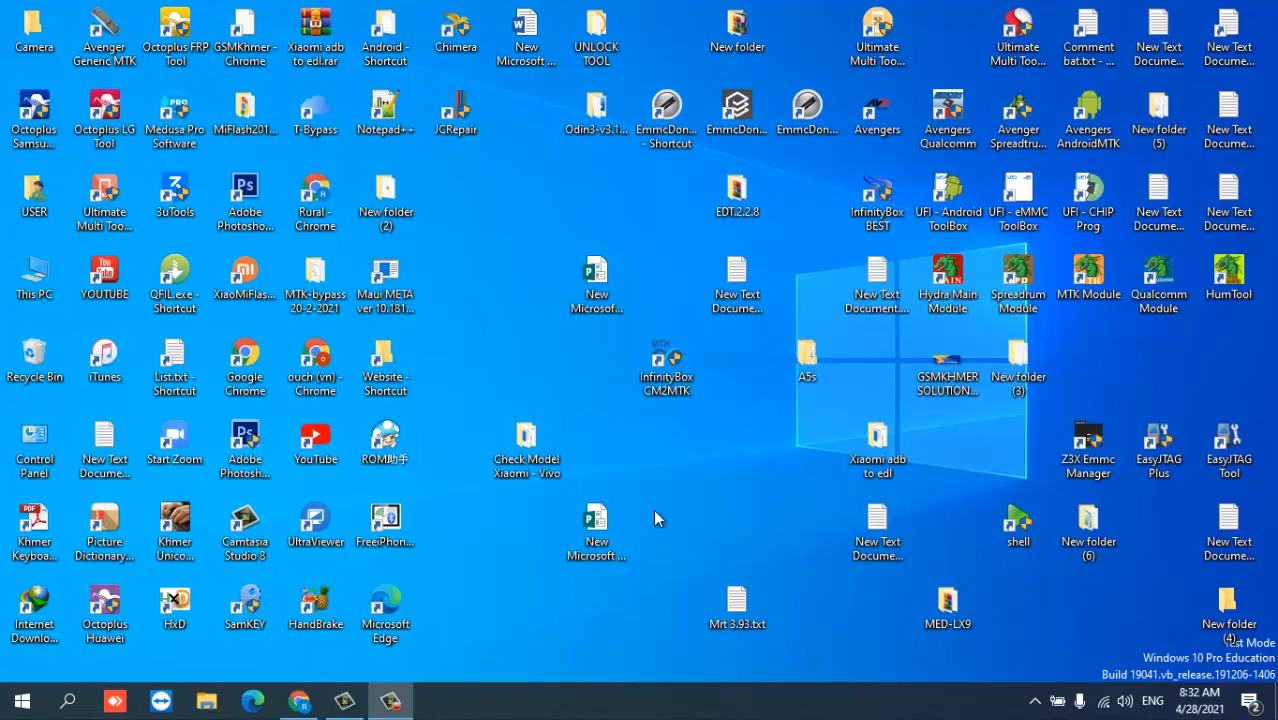 Camera
Avenger
Generic MTK
Octoplus FRP
Tool
GSMKhmer -
Chrome
Xiaomi adb
to edl.rar
Android -
Shortcut
Chimera
New
Microsoft ...
UNLOCK
TOOL
New folder
Ultimate
Multi Too...
Ultimate
Multi Too...
Comment
bat.txt - ...
New Text
Docume...
New Text
Docume...
Octoplus
Samsu...
Octoplus LG
Tool
Medusa Pro
Software
MiFlash201...
T-Bypass
Notepad++
JCRepair
Odin3-v3.1...
EmmcDon...
- Shortcut
EmmcDon...
EmmcDon...
Avengers
Avengers
Qualcomm
Avenger
Spreadtru...
Avengers
AndroidMTK
New folder
(5)
New Text
Docume...
USER
Ultimate
Multi Too...
3uTools
Adobe
Photosho...
Rural -
Chrome
New folder
(2)
EDT.2.2.8
InfinityBox
BEST
UFI - Android
ToolBox
UFI - eMMC
ToolBox
UFI - CHIP
Prog
New Text
Docume...
New Text
Docume...
This PC
YOUTUBE
QFIL.exe -
Shortcut
XiaoMiFlas...
MTK-bypass
20-2-2021
Maui META
ver 10.181...
New
Microsof...
New Text
Docume...
New Text
Document....
Hydra Main
Module
Spreadrum
Module
MTK Module
Qualcomm
Module
HumTool
Recycle Bin
iTunes
List.txt -
Shortcut
Google
Chrome
ouch (vn) -
Chrome
Website -
Shortcut
MTK
InfinityBox
CM2MTK
A5s
GSMKHMER
SOLUTION...
New folder
(3)
Control
Panel
New Text
Docume...
Start Zoom
Adobe
Photosh...
YouTube
ROM助手
Check Model
Xiaomi - Vivo
Xiaomi adb
to edl
Z3X Emmc
Manager
EasyJTAG
Plus
EasyJTAG
Tool
Khmer
Keyboa...
Picture
Dictionary...
Khmer
Unico...
Camtasia
Studio 8
UltraViewer
FreeiPhon...
New
Microsoft ...
New Text
Docume...
shell
New folder
(6)
New Text
Docume...
Internet
Downlo...
Octoplus
Huawei
HxD
SamKEY
HandBrake
Microsoft
Edge
Mrt 3.93.txt
MED-LX9
New folder
(4)
Test Mode
Windows 10 Pro Education
Build 19041.vb_release.191206-1406
ENG
8:32 AM
4/28/2021
2